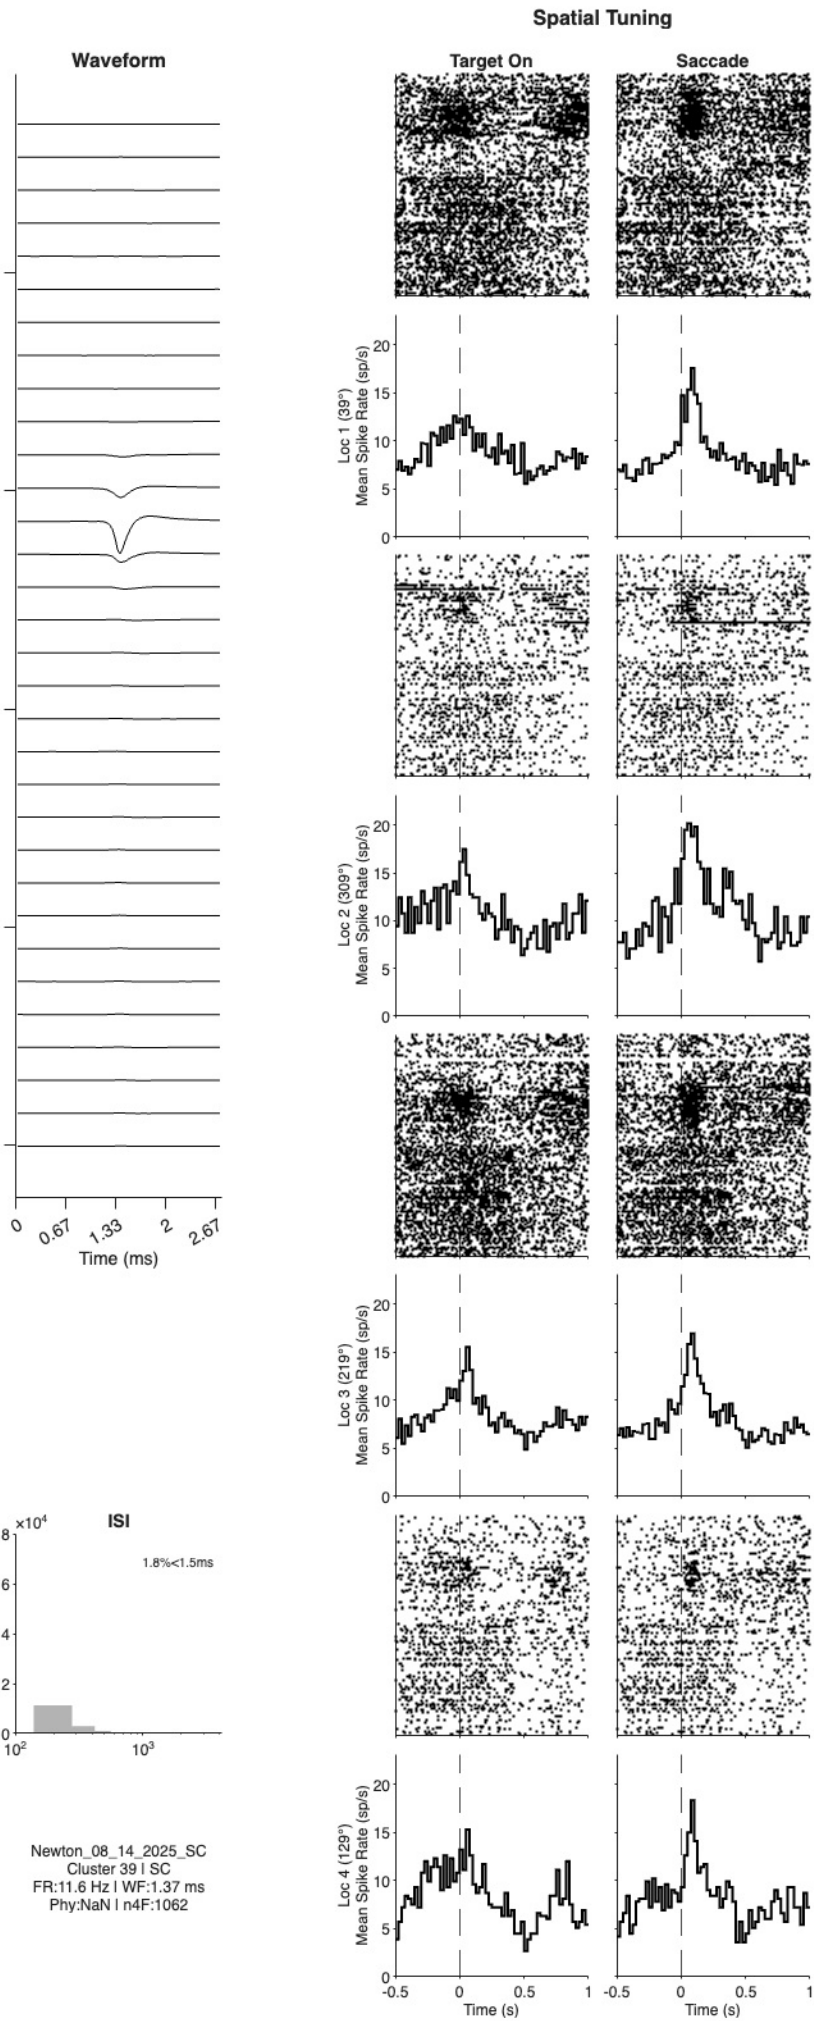 Spatial Tuning
Waveform
Target On
Saccade
20
15
10
5
0
Loc 1 (39°)
Mean Spike Rate (sp/s)
20
15
10
5
0
Loc 2 (309°)
Mean Spike Rate (sp/s)
0
0.67
1.33
2
2.67
Time (ms)
20
15
10
5
0
Loc 3 (219°)
Mean Spike Rate (sp/s)
×10⁴
ISI
8
6
4
2
0
1.8%<1.5ms
10²
10³
Newton_08_14_2025_SC
Cluster 39 | SC
FR:11.6 Hz | WF:1.37 ms
Phy:NaN | n4F:1062
20
15
10
5
0
Loc 4 (129°)
Mean Spike Rate (sp/s)
-0.5 0 0.5 1
Time (s)
-0.5 0 0.5 1
Time (s)